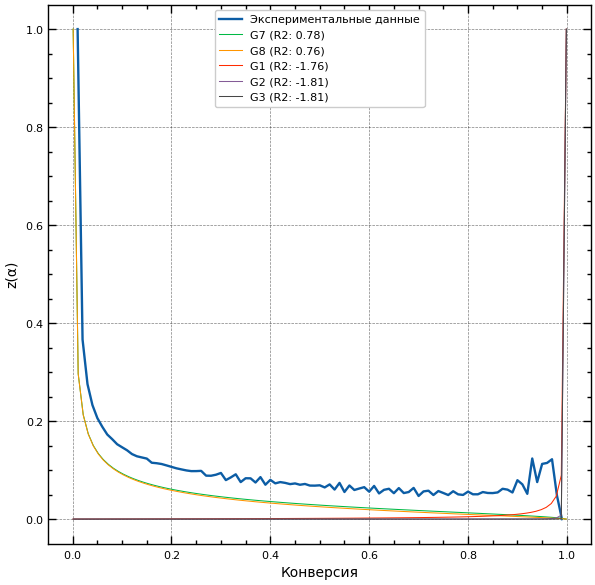 Экспериментальные данные
G7 (R2: 0.78)
G8 (R2: 0.76)
G1 (R2: -1.76)
G2 (R2: -1.81)
G3 (R2: -1.81)
1.0
0.8
0.6
0.4
0.2
0.0
z(α)
0.0 0.2 0.4 0.6 0.8 1.0
Конверсия